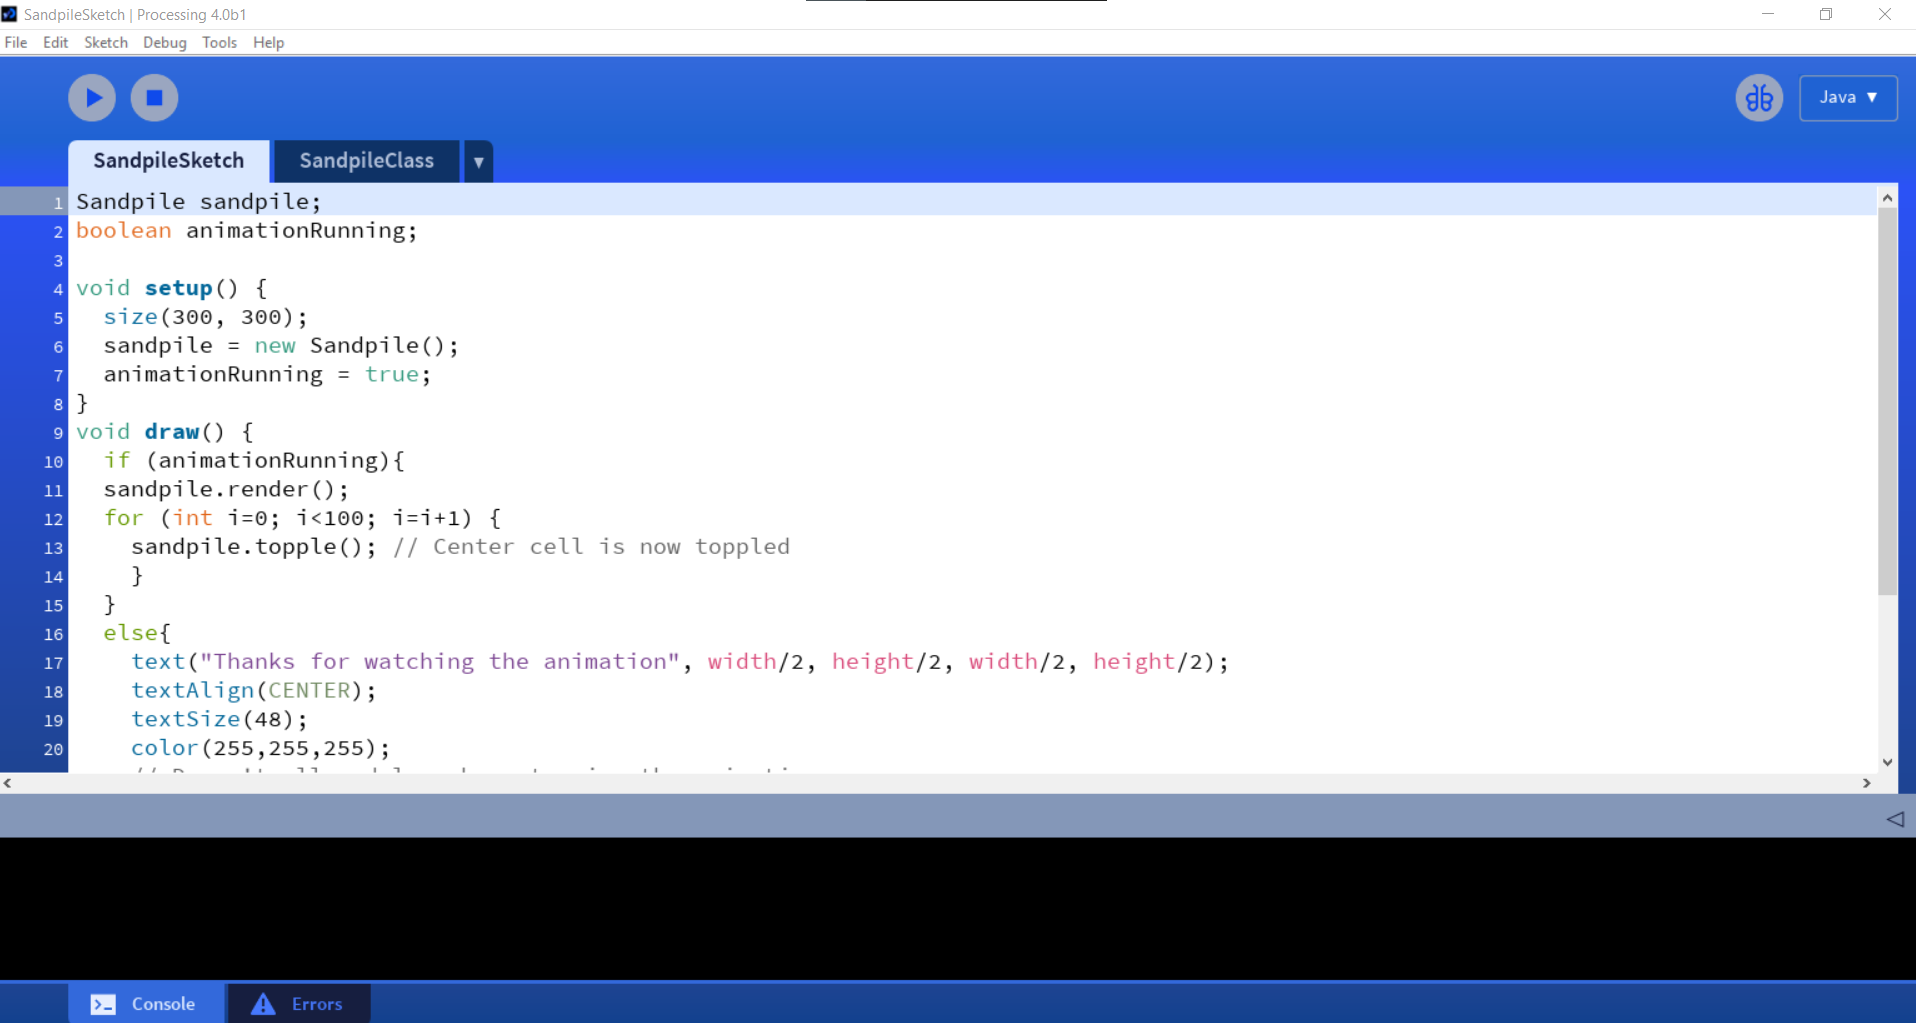 SandpileSketch | Processing 4.0b1
File Edit Sketch Debug Tools Help
Java ▼
SandpileSketch SandpileClass ▼
1 Sandpile sandpile;
2 boolean animationRunning;
3
4 void setup() {
5   size(300, 300);
6   sandpile = new Sandpile();
7   animationRunning = true;
8 }
9 void draw() {
10   if (animationRunning){
11   sandpile.render();
12   for (int i=0; i<100; i=i+1) {
13     sandpile.topple(); // Center cell is now toppled
14     }
15   }
16   else{
17     text("Thanks for watching the animation", width/2, height/2, width/2, height/2);
18     textAlign(CENTER);
19     textSize(48);
20     color(255,255,255);
Console Errors